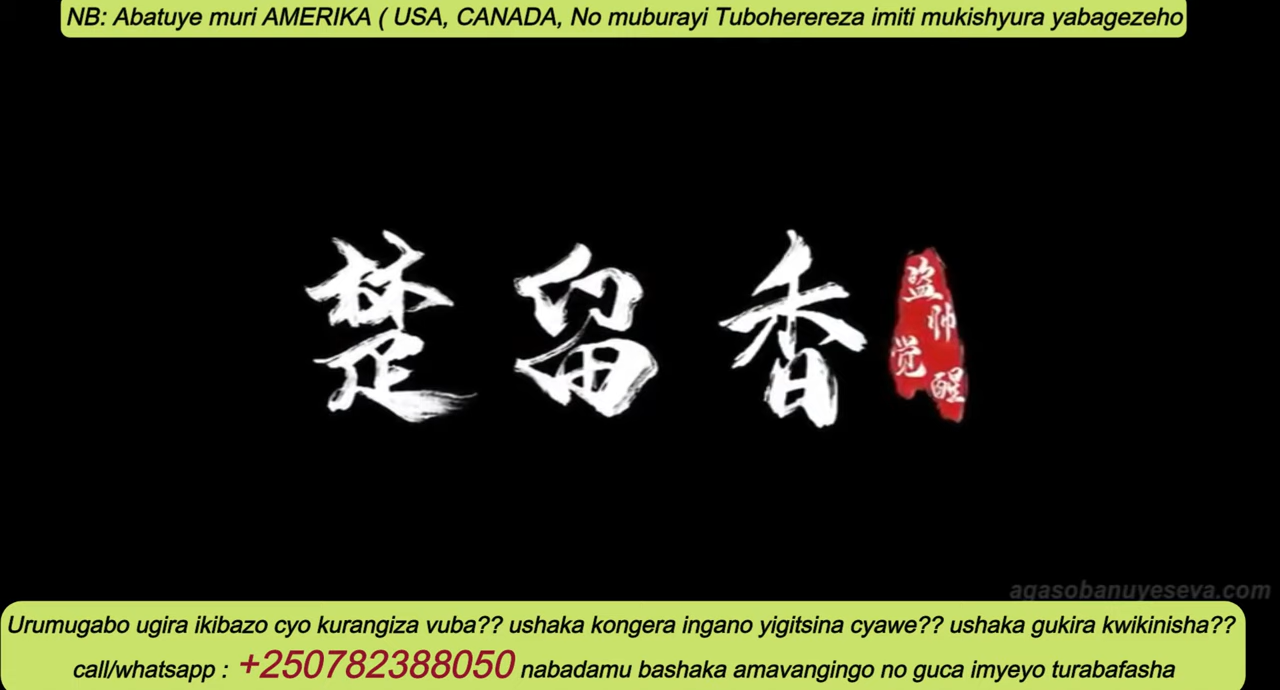 NB: Abatuye muri AMERIKA ( USA, CANADA, No muburayi Tuboherereza imiti mukishyura yabagezeho
楚留香
盗帅
觉醒
agasobanuyeseva.com
Urumugabo ugira ikibazo cyo kurangiza vuba?? ushaka kongera ingano yigitsina cyawe?? ushaka gukira kwikinisha??
call/whatsapp : +250782388050 nabadamu bashaka amavangingo no guca imyeyo turabafasha